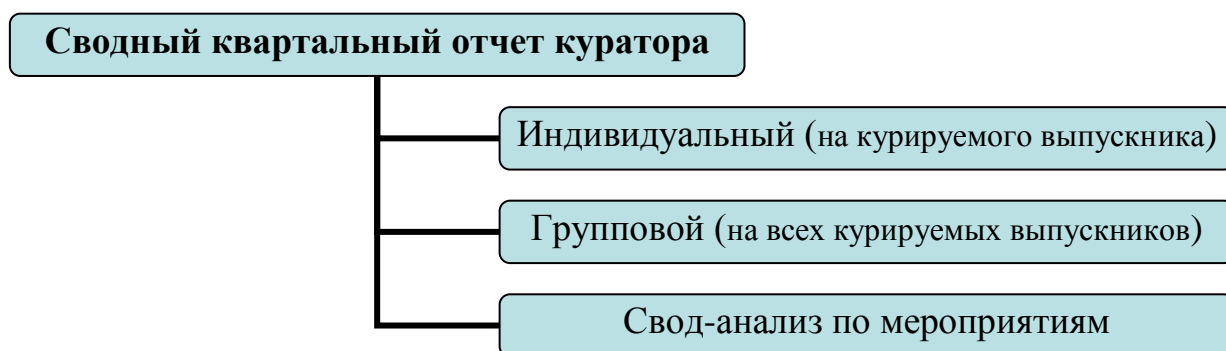 Сводный квартальный отчет куратора
Индивидуальный (на курируемого выпускника)
Групповой (на всех курируемых выпускников)
Свод-анализ по мероприятиям